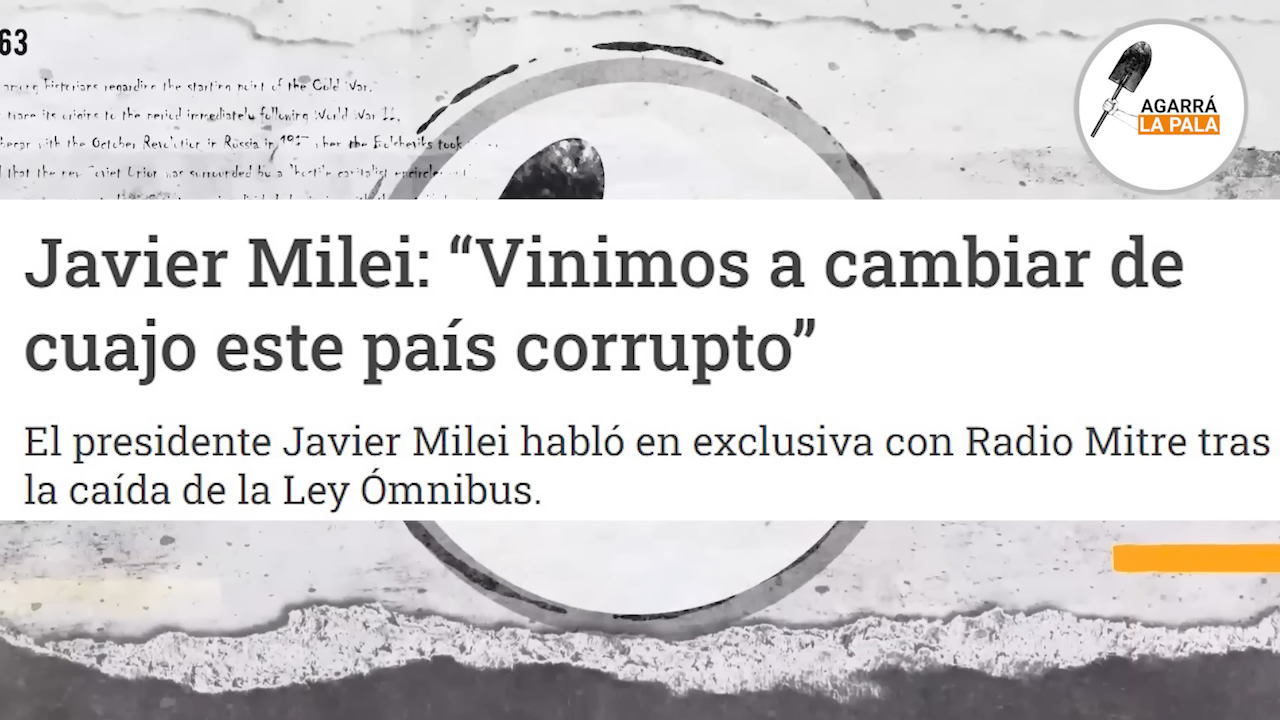 63
among historians regarding the starting point of the Cold War.
trace its origins to the period immediately following World War II,
with the October Revolution in Russia in when the Bolsheviks took
that the new Soviet Union was surrounded by a hostile capitalist
AGARRÁ
LA PALA
Javier Milei: “Vinimos a cambiar de
cuajo este país corrupto”
El presidente Javier Milei habló en exclusiva con Radio Mitre tras
la caída de la Ley Ómnibus.